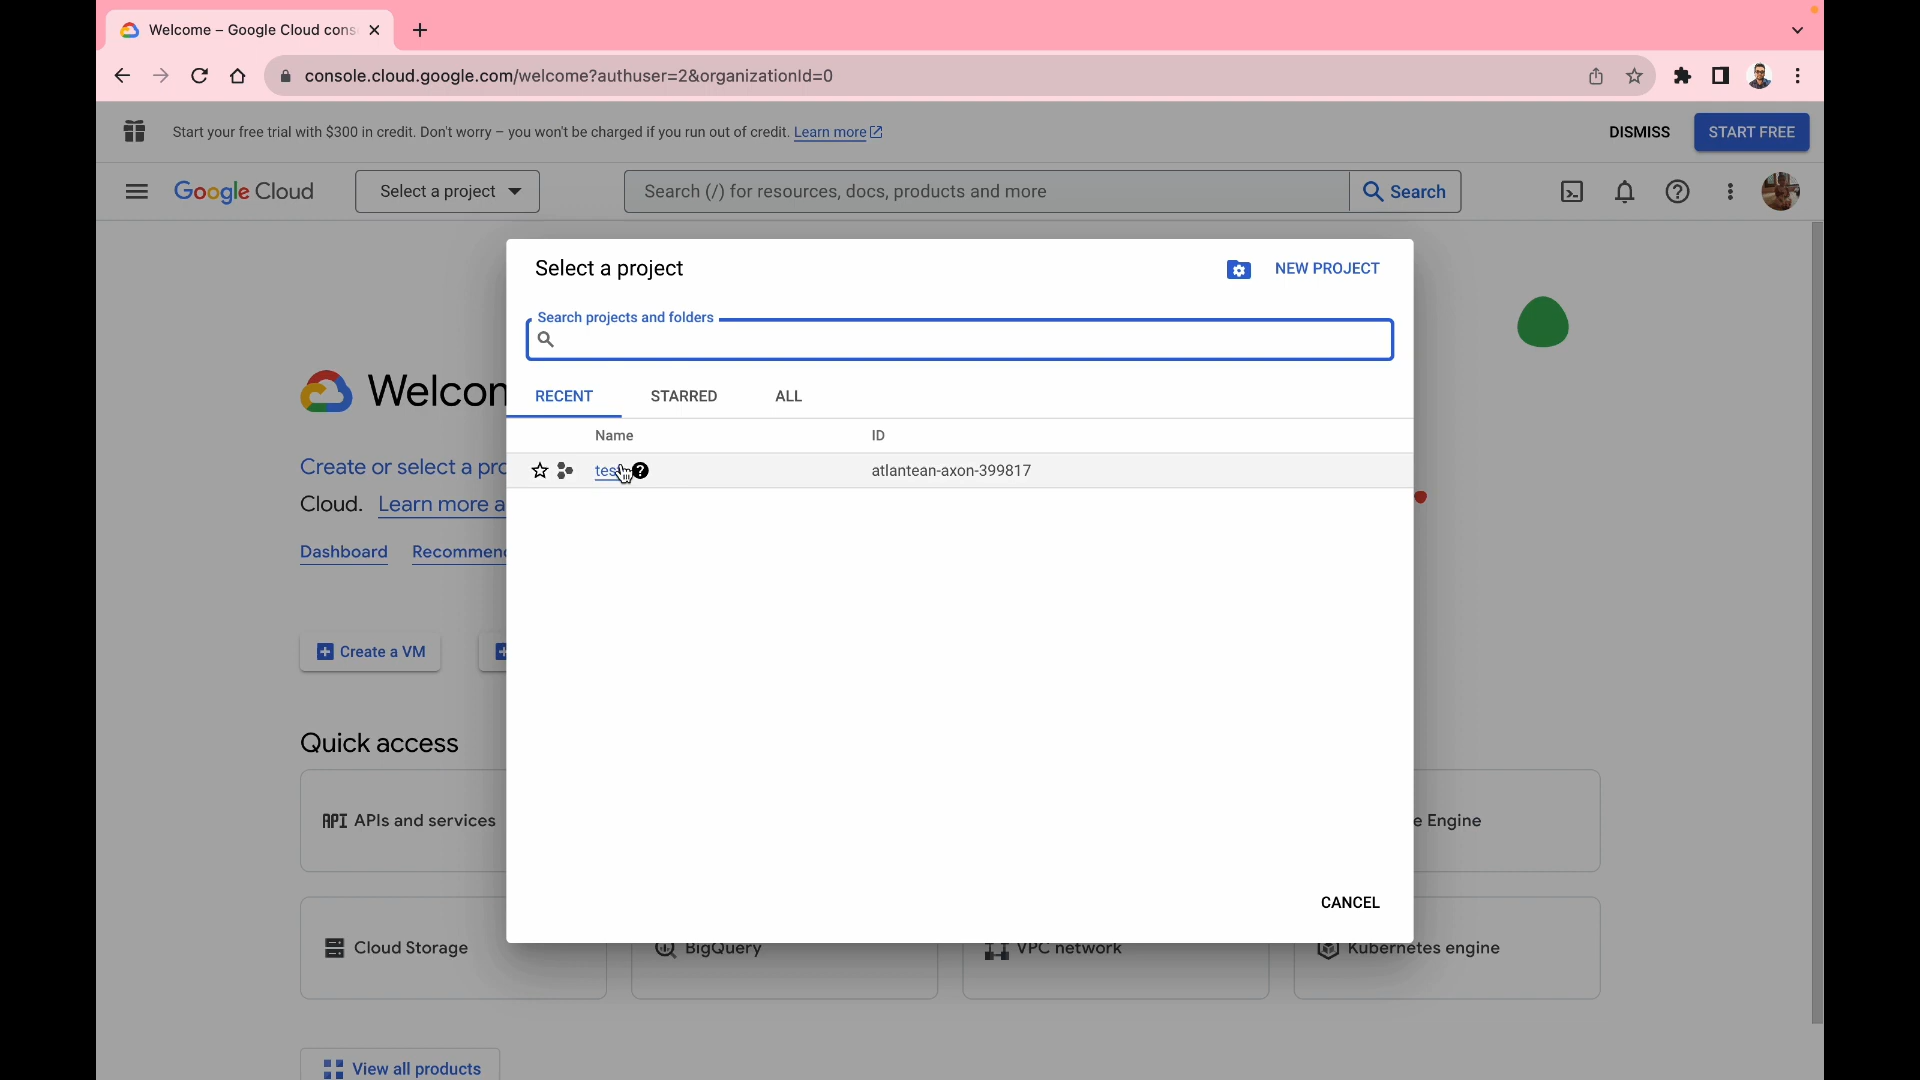 Welcome – Google Cloud cons
console.cloud.google.com/welcome?authuser=2&organizationId=0
Start your free trial with $300 in credit. Don't worry – you won't be charged if you run out of credit. Learn more
DISMISS
START FREE
Google Cloud
Select a project
Search (/) for resources, docs, products and more
Search
Select a project
NEW PROJECT
Search projects and folders
RECENT
STARRED
ALL
Name
ID
atlantean-axon-399817
Welcom
Create or select a pro
Cloud. Learn more a
Dashboard
Recommen
Create a VM
Quick access
API APIs and services
e Engine
CANCEL
Cloud Storage
BigQuery
VPC network
Kubernetes engine
View all products